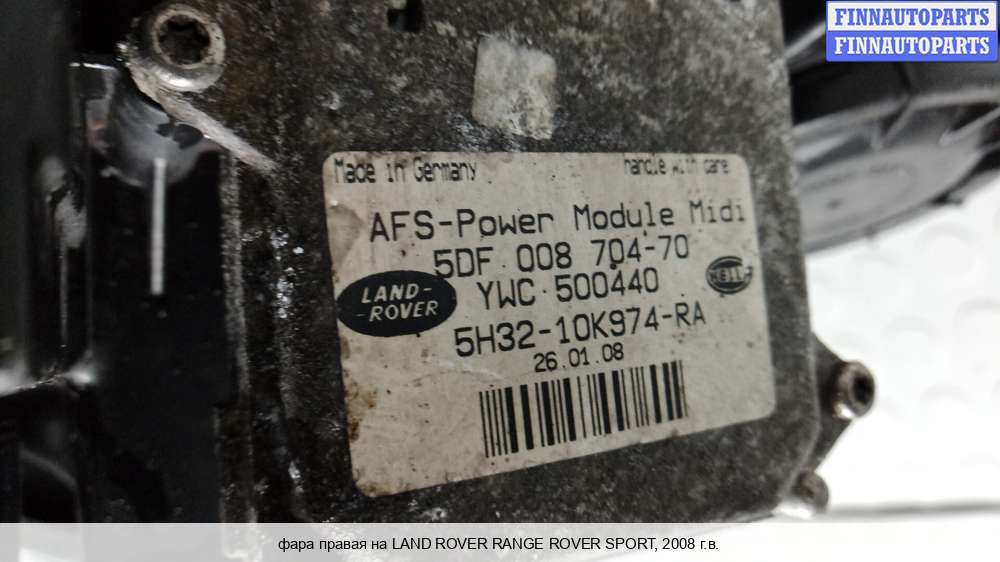 FINNAUTOPARTS
FINNAUTOPARTS
Made in Germany handle with care
AFS-Power Module Midi
5DF 008 704-70
LAND-
-ROVER
YWC 500440
HELLA
5H32-10K974-RA
26.01.08
фара правая на LAND ROVER RANGE ROVER SPORT, 2008 г.в.